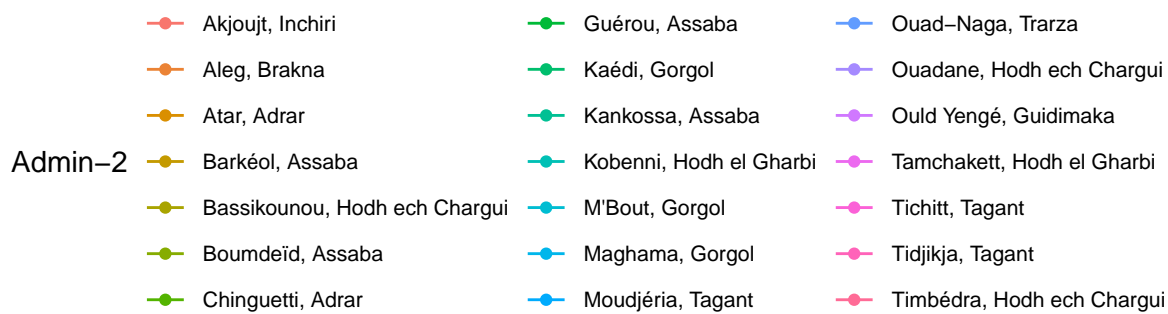 Admin−2
Akjoujt, Inchiri
Aleg, Brakna
Atar, Adrar
Barkéol, Assaba
Bassikounou, Hodh ech Chargui
Boumdeïd, Assaba
Chinguetti, Adrar
Guérou, Assaba
Kaédi, Gorgol
Kankossa, Assaba
Kobenni, Hodh el Gharbi
M'Bout, Gorgol
Maghama, Gorgol
Moudjéria, Tagant
Ouad−Naga, Trarza
Ouadane, Hodh ech Chargui
Ould Yengé, Guidimaka
Tamchakett, Hodh el Gharbi
Tichitt, Tagant
Tidjikja, Tagant
Timbédra, Hodh ech Chargui